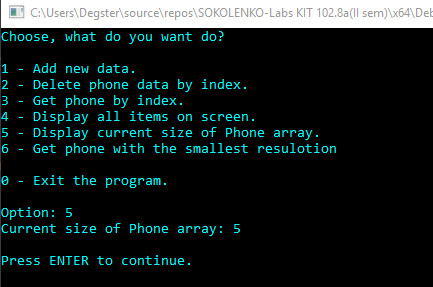 C:\Users\Degster\source\repos\SOKOLENKO-Labs KIT 102.8a(II sem)\x64\Deb
Choose, what do you want do?
1 - Add new data.
2 - Delete phone data by index.
3 - Get phone by index.
4 - Display all items on screen.
5 - Display current size of Phone array.
6 - Get phone with the smallest resulotion
0 - Exit the program.
Option: 5
Current size of Phone array: 5
Press ENTER to continue.